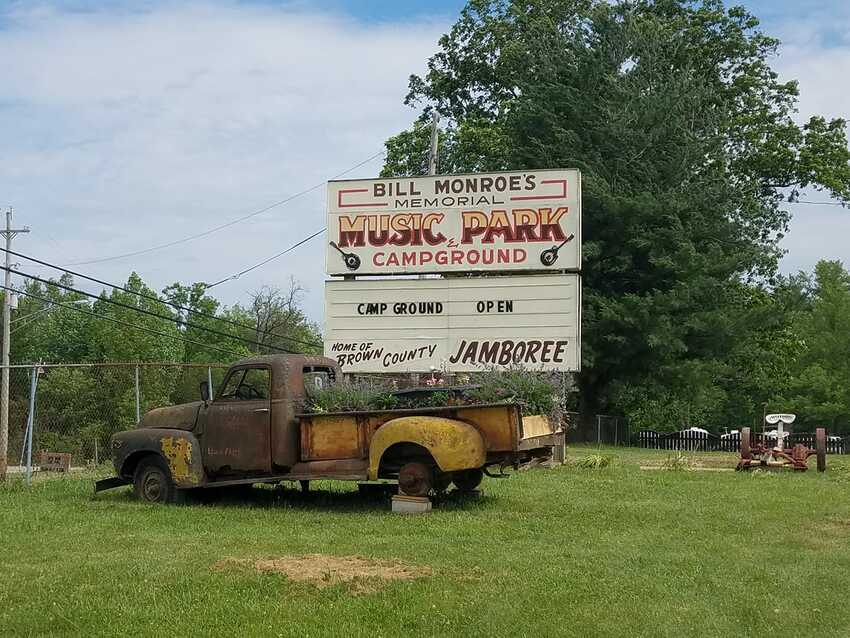 BILL MONROE'S
MEMORIAL
MUSIC & PARK
CAMPGROUND
CAMP GROUND OPEN
HOME OF
BROWN COUNTY JAMBOREE